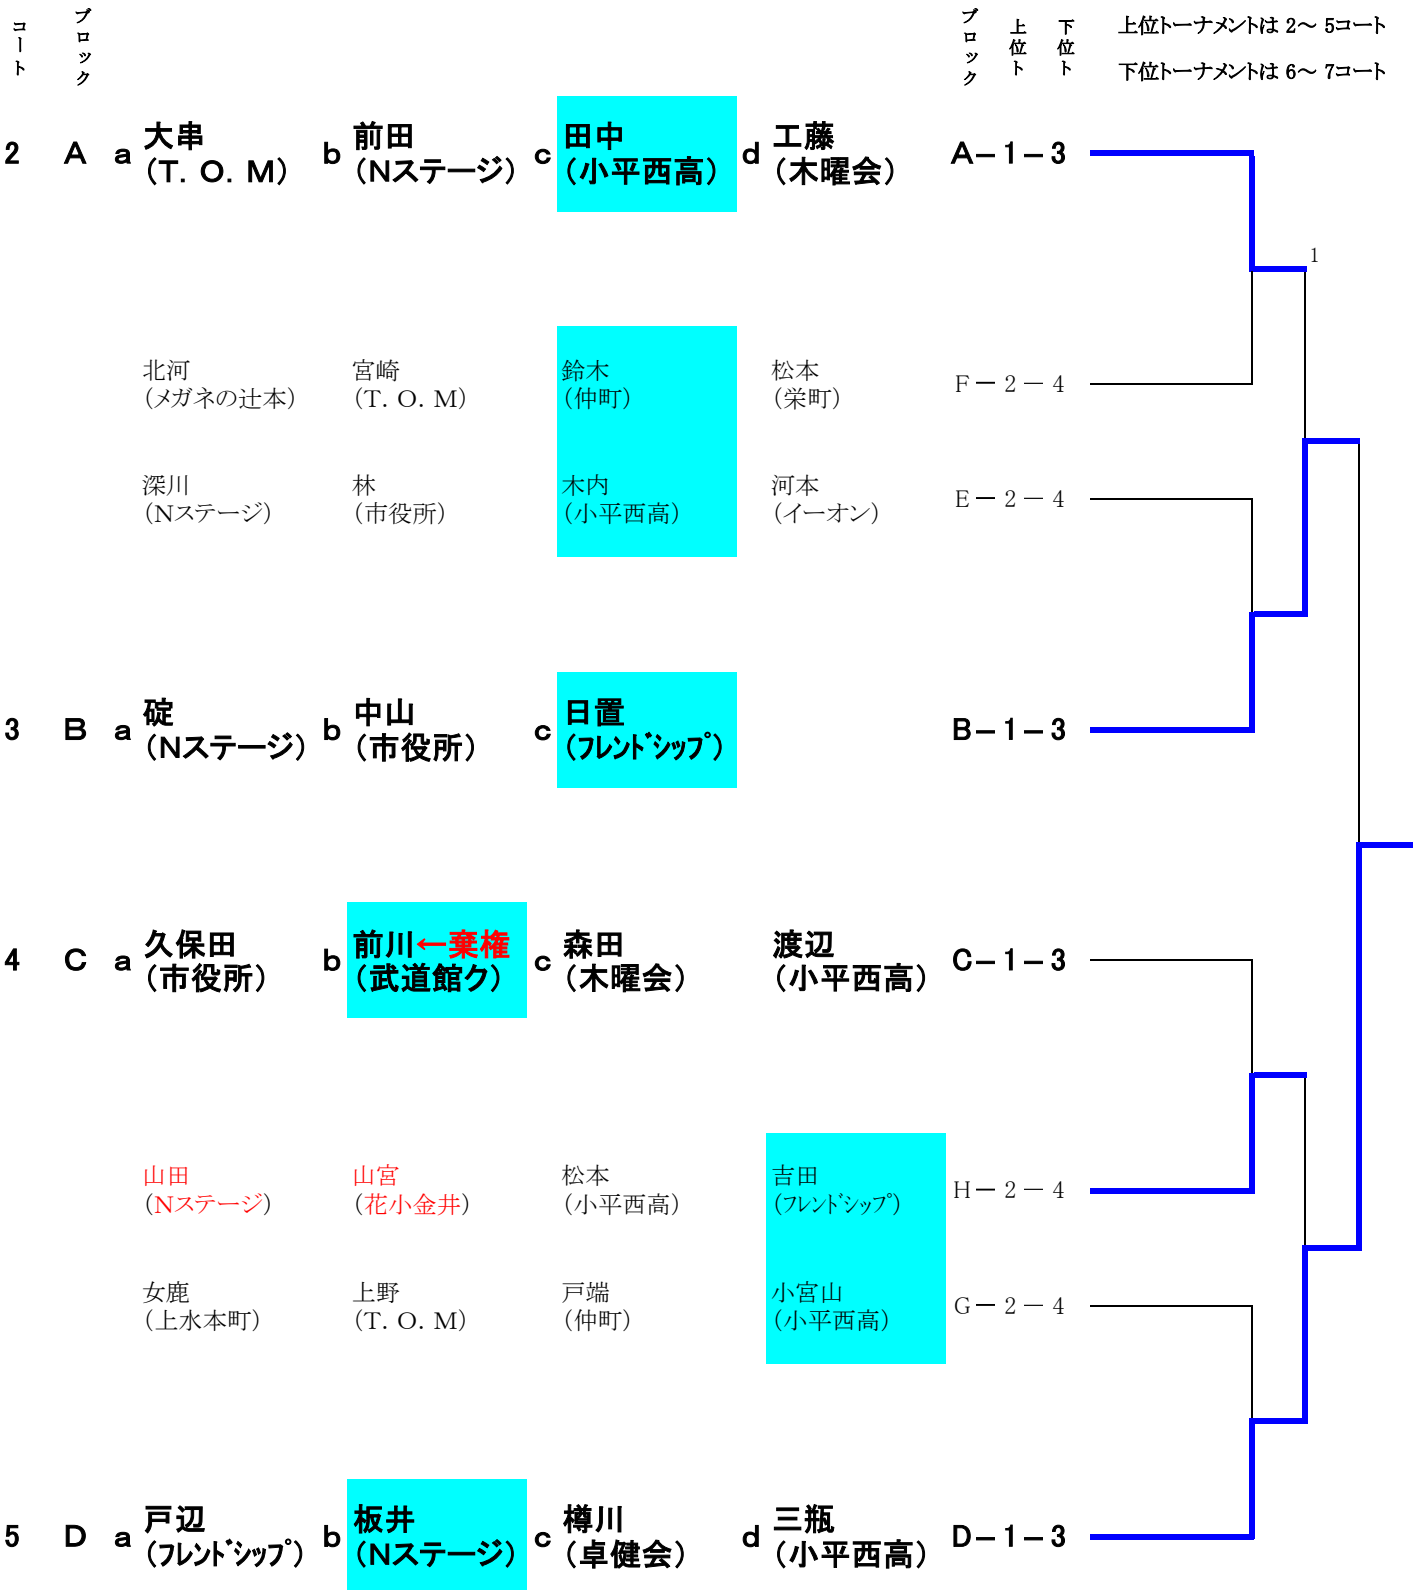 コート ブロック ブロック 上位ト 下位ト 上位トーナメントは 2～ 5コート
下位トーナメントは 6～ 7コート
2 A a 大串 b 前田 c 田中 d 工藤 A－1－3
(T．O．M) (Nステージ) (小平西高) (木曜会)
1
北河 宮崎 鈴木 松本 F－2－4
(メガネの辻本) (T．O．M) (仲町) (栄町)
深川 林 木内 河本 E－2－4
(Nステージ) (市役所) (小平西高) (イーオン)
3 B a 碇 b 中山 c 日置 B－1－3
(Nステージ) (市役所) (ﾌﾚﾝﾄﾞｼｯﾌﾟ)
4 C a 久保田 b 前川←棄権 c 森田 渡辺 C－1－3
(市役所) (武道館ク) (木曜会) (小平西高)
山田 山宮 松本 吉田 H－2－4
(Nステージ) (花小金井) (小平西高) (ﾌﾚﾝﾄﾞｼｯﾌﾟ)
女鹿 上野 戸端 小宮山 G－2－4
(上水本町) (T．O．M) (仲町) (小平西高)
5 D a 戸辺 b 板井 c 樽川 d 三瓶 D－1－3
(ﾌﾚﾝﾄﾞｼｯﾌﾟ) (Nステージ) (卓健会) (小平西高)